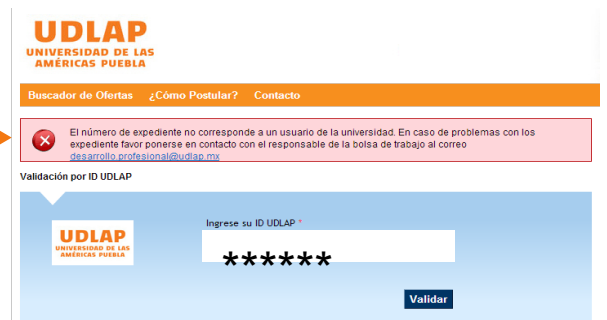 UDLAP
UNIVERSIDAD DE LAS
AMÉRICAS PUEBLA
Buscador de Ofertas ¿Cómo Postular? Contacto
El número de expediente no corresponde a un usuario de la universidad. En caso de problemas con los
expediente favor ponerse en contacto con el responsable de la bolsa de trabajo al correo
desarrollo.profesional@udlap.mx
Validación por ID UDLAP
UDLAP
UNIVERSIDAD DE LAS
AMÉRICAS PUEBLA
Ingrese su ID UDLAP *
******
Validar